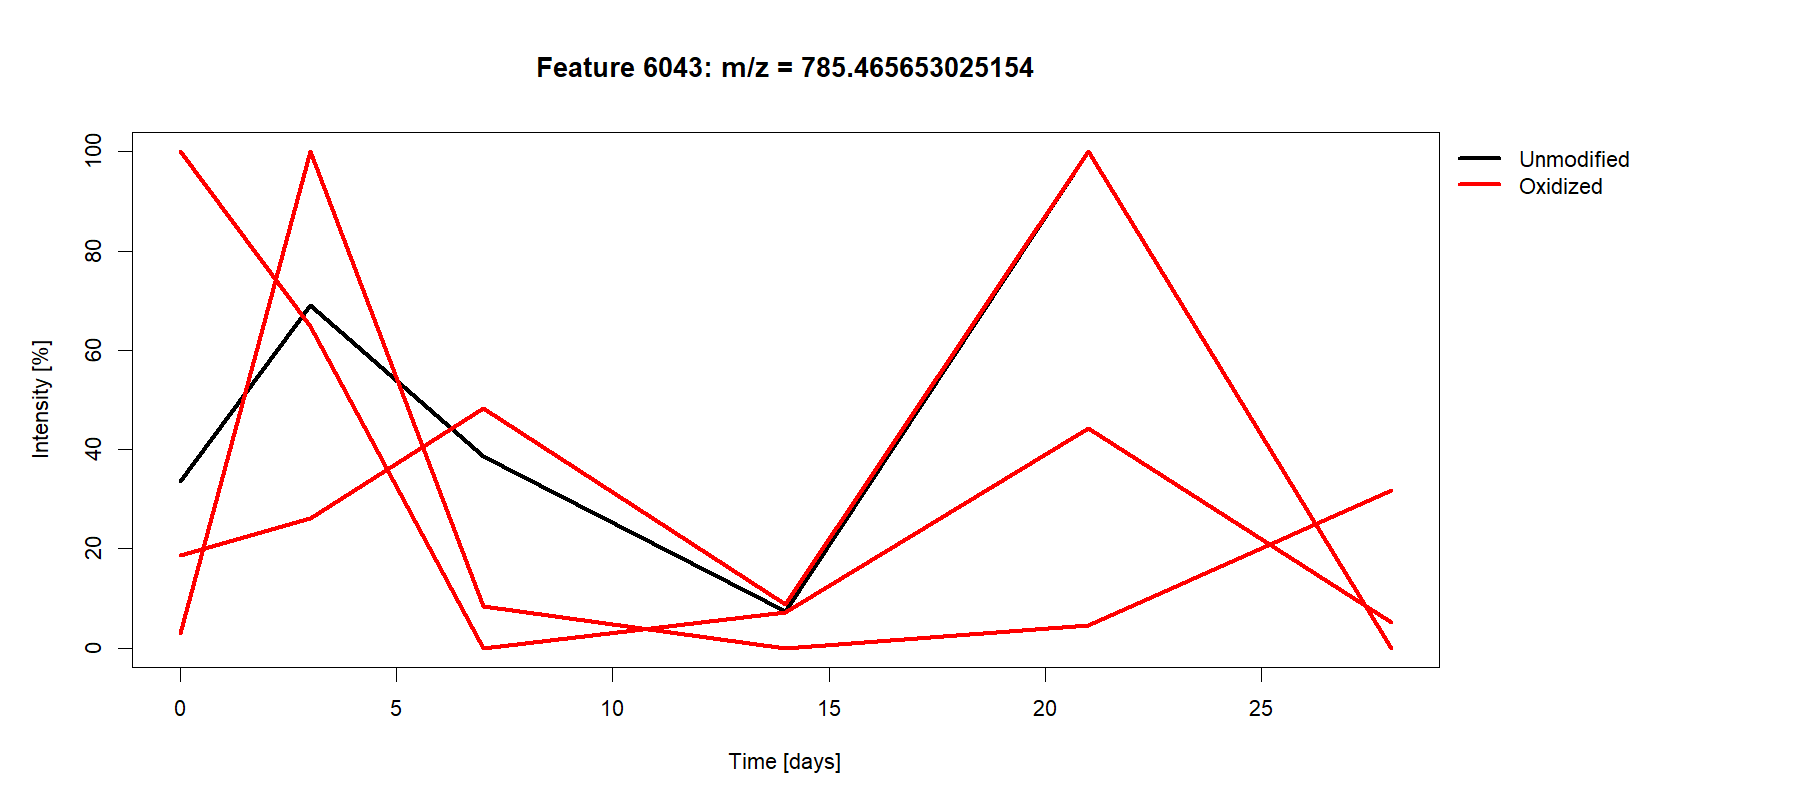 Feature 6043: m/z = 785.465653025154
Unmodified
Oxidized
Intensity [%]
100
80
60
40
20
0
0 5 10 15 20 25
Time [days]